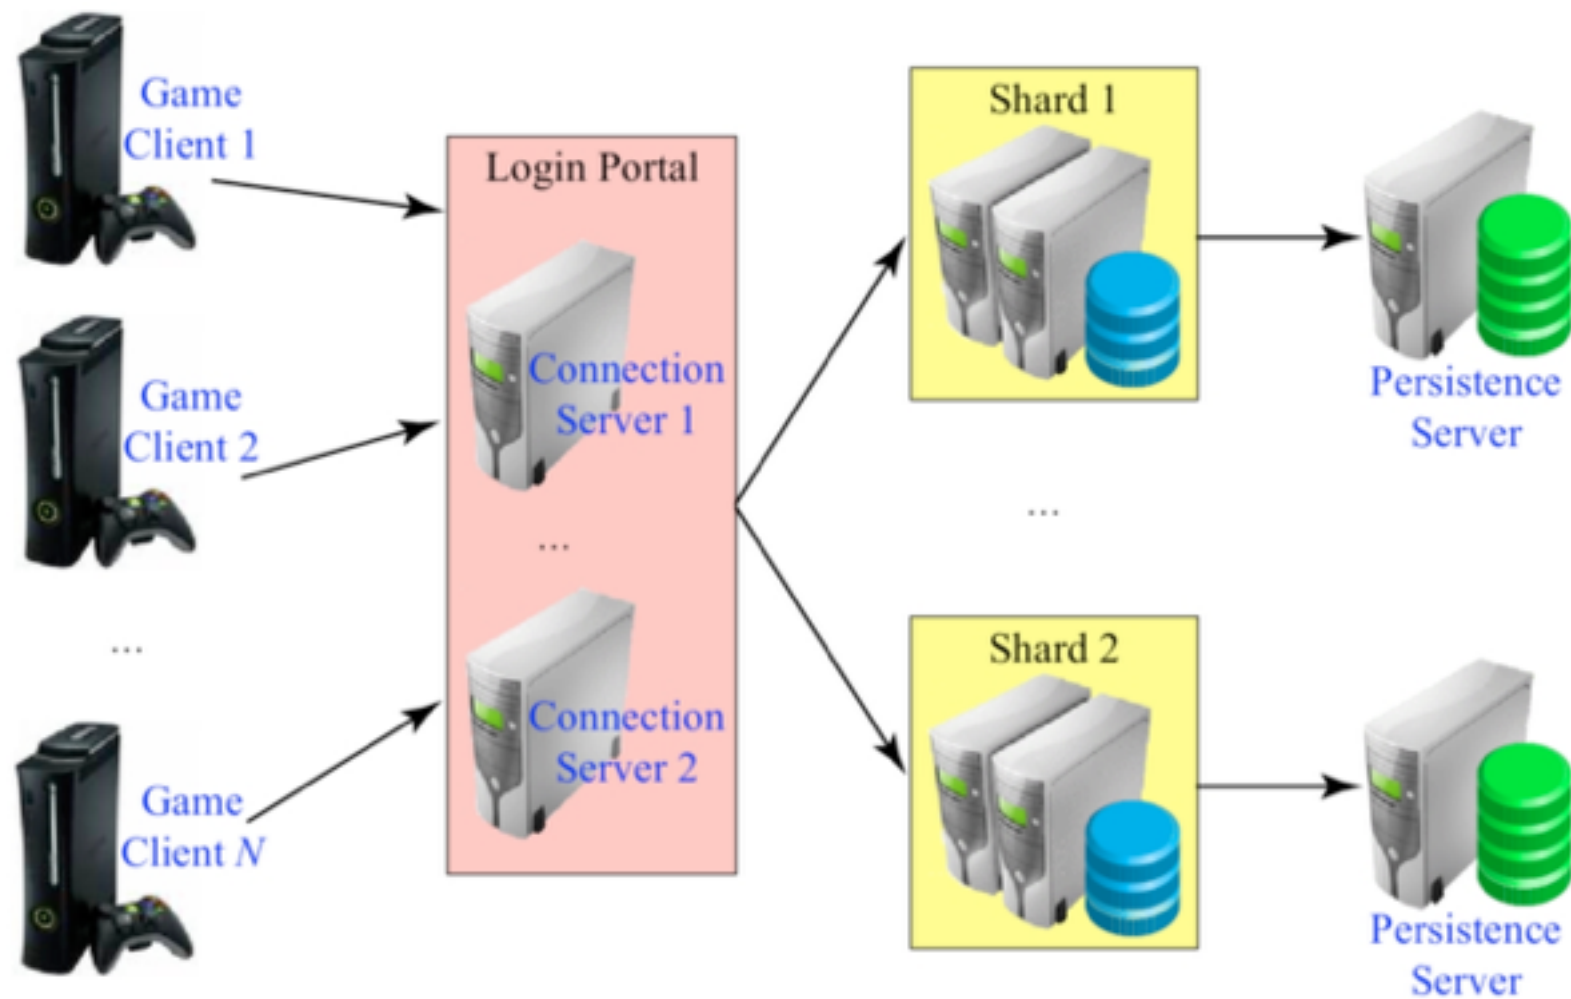 Game
Client 1
Game
Client 2
...
Game
Client N
Login Portal
Connection
Server 1
...
Connection
Server 2
Shard 1
...
Shard 2
Persistence
Server
Persistence
Server